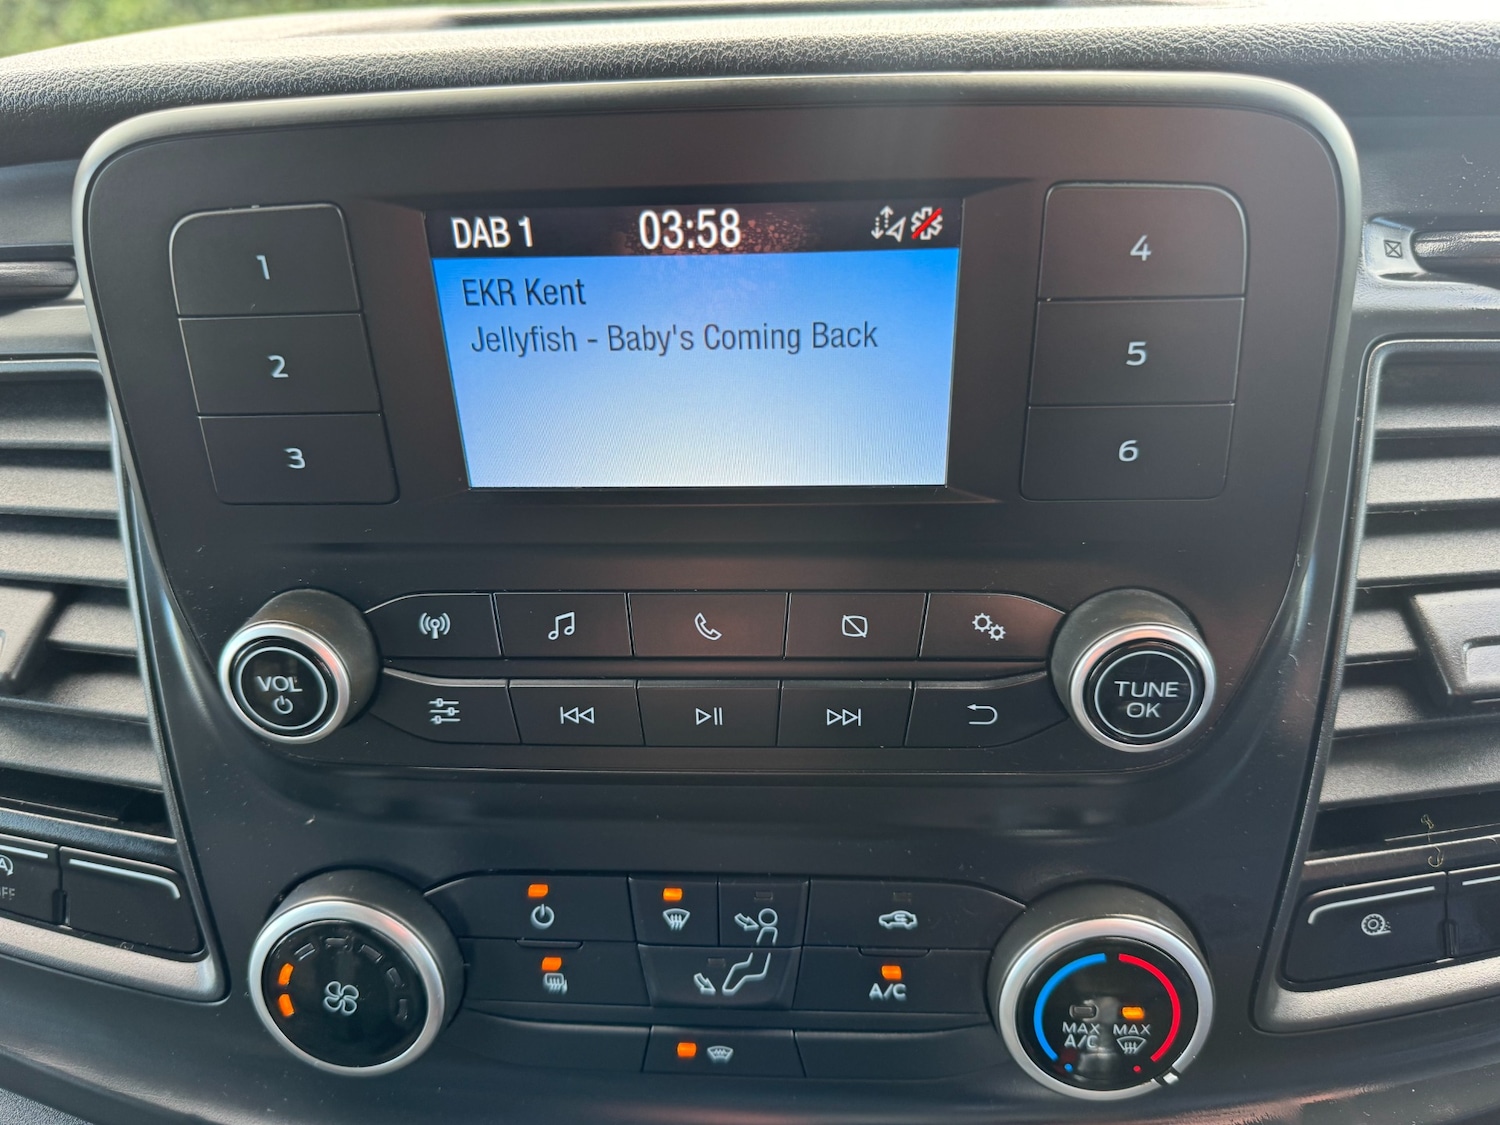 DAB 1 03:58
EKR Kent
Jellyfish - Baby's Coming Back
1
2
3
4
5
6
VOL
TUNE
OK
A
OFF
A/C
MAX
A/C
MAX